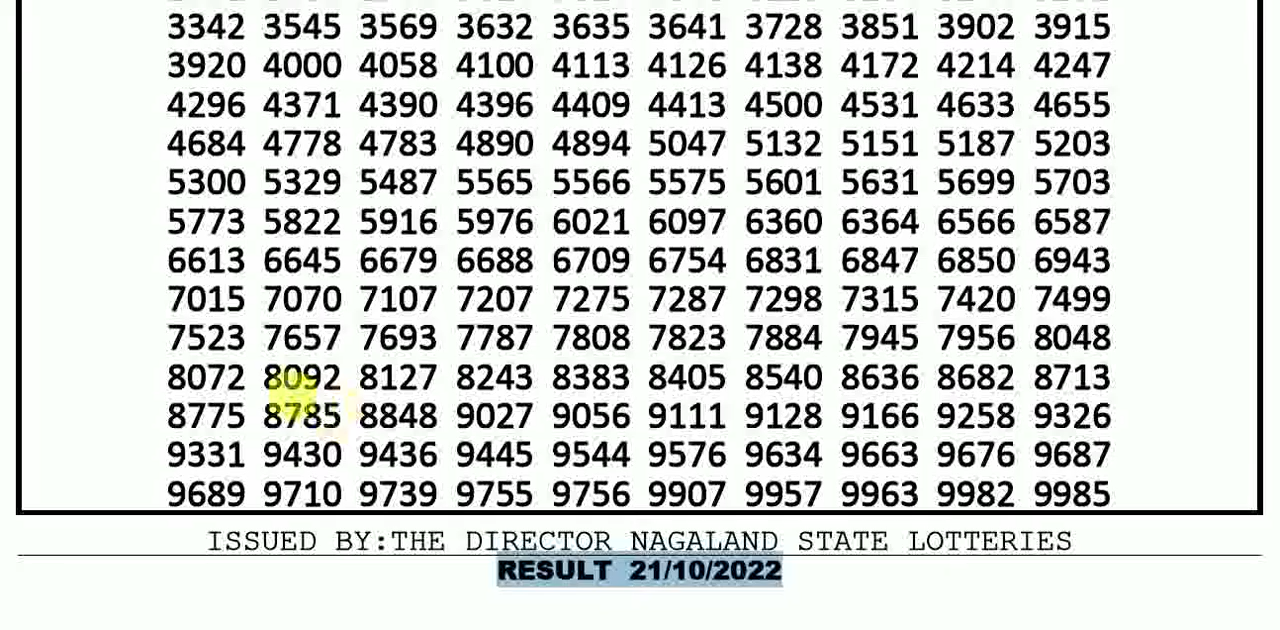 3342 3545 3569 3632 3635 3641 3728 3851 3902 3915
3920 4000 4058 4100 4113 4126 4138 4172 4214 4247
4296 4371 4390 4396 4409 4413 4500 4531 4633 4655
4684 4778 4783 4890 4894 5047 5132 5151 5187 5203
5300 5329 5487 5565 5566 5575 5601 5631 5699 5703
5773 5822 5916 5976 6021 6097 6360 6364 6566 6587
6613 6645 6679 6688 6709 6754 6831 6847 6850 6943
7015 7070 7107 7207 7275 7287 7298 7315 7420 7499
7523 7657 7693 7787 7808 7823 7884 7945 7956 8048
8072 8092 8127 8243 8383 8405 8540 8636 8682 8713
8775 8785 8848 9027 9056 9111 9128 9166 9258 9326
9331 9430 9436 9445 9544 9576 9634 9663 9676 9687
9689 9710 9739 9755 9756 9907 9957 9963 9982 9985
ISSUED BY:THE DIRECTOR NAGALAND STATE LOTTERIES
RESULT 21/10/2022